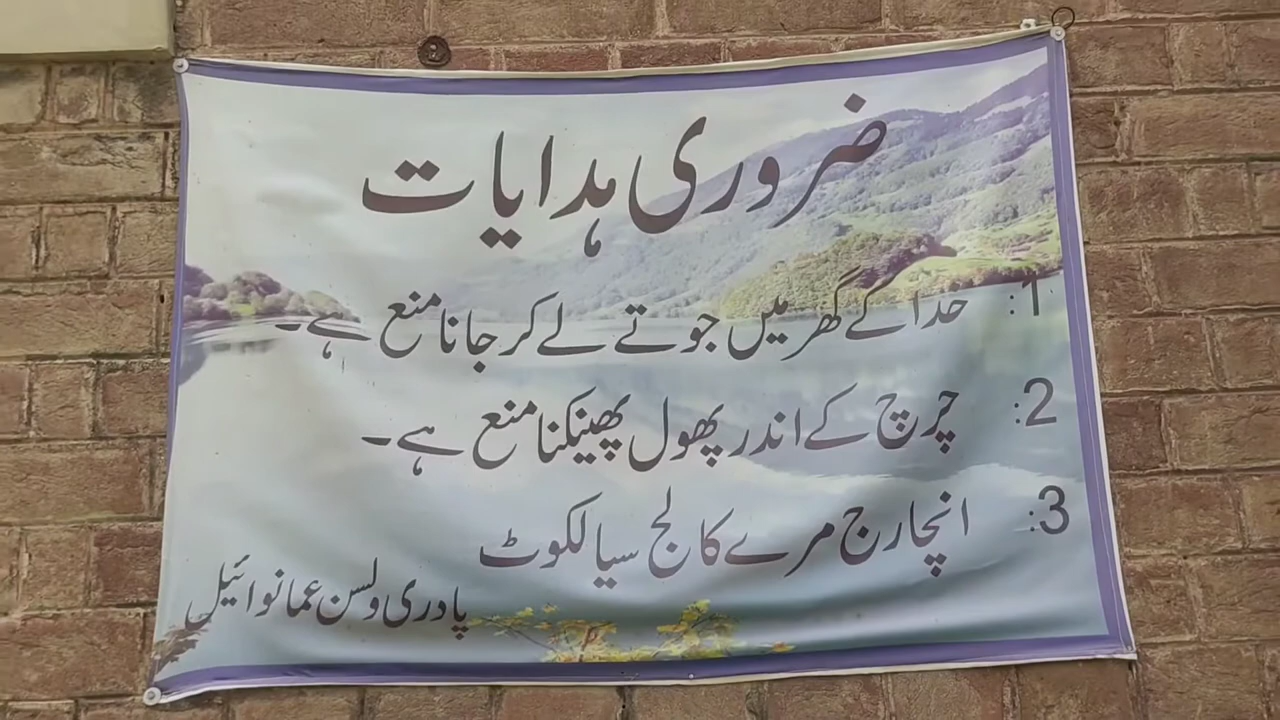 ضروری ہدایات
1: خدا کے گھر میں جوتے لے کر جانا منع ہے۔
2: چرچ کے اندر پھول پھینکنا منع ہے۔
3: انچارج مرے کالج سیالکوٹ
پادری ولسن عمانوائیل